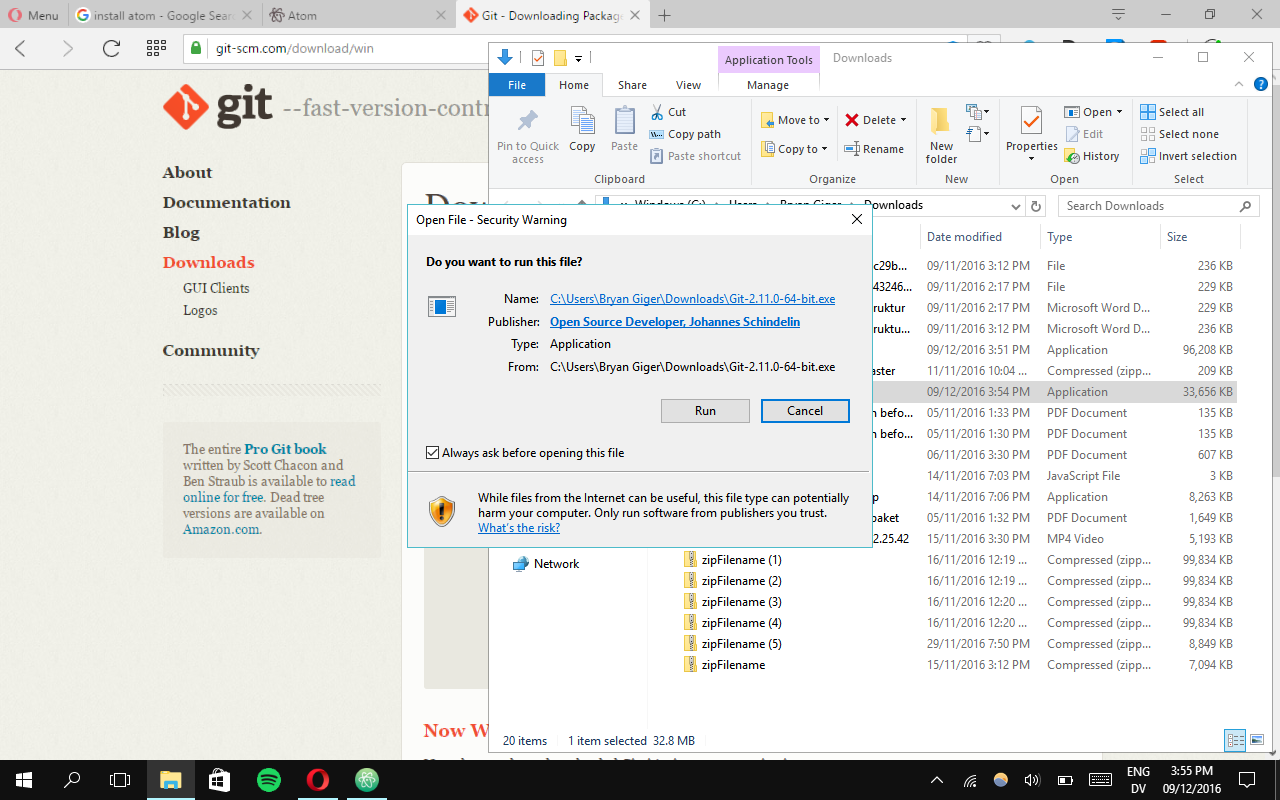 Menu
install atom - Google Sear
Atom
Git - Downloading Package
git-scm.com/download/win
git --fast-version-contr
About
Documentation
Blog
Downloads
GUI Clients
Logos
Community
The entire Pro Git book
written by Scott Chacon and
Ben Straub is available to read
online for free. Dead tree
versions are available on
Amazon.com.
Now W
Application Tools
Downloads
File
Home
Share
View
Manage
Pin to Quick
access
Copy
Paste
Cut
Copy path
Paste shortcut
Clipboard
Move to
Copy to
Delete
Rename
Organize
New
folder
New
Properties
Open
Edit
History
Open
Select all
Select none
Invert selection
Select
Windows (C:) > Users > Bryan Giger > Downloads
Search Downloads
Date modified Type Size
c29b... 09/11/2016 3:12 PM File 236 KB
43246... 09/11/2016 2:17 PM File 229 KB
ruktur 09/11/2016 2:17 PM Microsoft Word D... 229 KB
ruktu... 09/11/2016 3:12 PM Microsoft Word D... 236 KB
09/12/2016 3:51 PM Application 96,208 KB
aster 11/11/2016 10:04 ... Compressed (zipp... 209 KB
09/12/2016 3:54 PM Application 33,656 KB
n befo... 05/11/2016 1:33 PM PDF Document 135 KB
n befo... 05/11/2016 1:30 PM PDF Document 135 KB
06/11/2016 3:30 PM PDF Document 607 KB
14/11/2016 7:03 PM JavaScript File 3 KB
p 14/11/2016 7:06 PM Application 8,263 KB
paket 05/11/2016 1:32 PM PDF Document 1,649 KB
2.25.42 15/11/2016 3:30 PM MP4 Video 5,193 KB
zipFilename (1) 16/11/2016 12:19 ... Compressed (zipp... 99,834 KB
zipFilename (2) 16/11/2016 12:19 ... Compressed (zipp... 99,834 KB
zipFilename (3) 16/11/2016 12:20 ... Compressed (zipp... 99,834 KB
zipFilename (4) 16/11/2016 12:20 ... Compressed (zipp... 99,834 KB
zipFilename (5) 29/11/2016 7:50 PM Compressed (zipp... 8,849 KB
zipFilename 15/11/2016 3:12 PM Compressed (zipp... 7,094 KB
Network
20 items 1 item selected 32.8 MB
Open File - Security Warning
Do you want to run this file?
Name: C:\Users\Bryan Giger\Downloads\Git-2.11.0-64-bit.exe
Publisher: Open Source Developer, Johannes Schindelin
Type: Application
From: C:\Users\Bryan Giger\Downloads\Git-2.11.0-64-bit.exe
Run
Cancel
Always ask before opening this file
While files from the Internet can be useful, this file type can potentially
harm your computer. Only run software from publishers you trust.
What's the risk?
ENG
DV
3:55 PM
09/12/2016